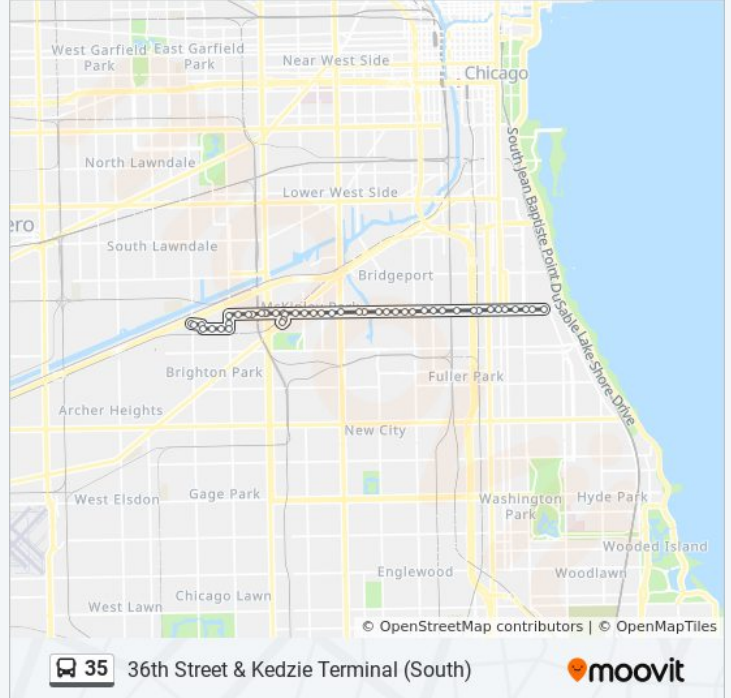 West Garfield Park
East Garfield Park
Near West Side
Chicago
North Lawndale
Lower West Side
ero
South Lawndale
South Jean Baptiste Point DuSable Lake Shore Drive
Bridgeport
McKinley Park
Brighton Park
Fuller Park
Archer Heights
New City
West Elsdon
Gage Park
Washington Park
Hyde Park
Wooded Island
Englewood
Woodlawn
Chicago Lawn
West Lawn
© OpenStreetMap contributors | © OpenMapTiles
35
36th Street & Kedzie Terminal (South)
moovit